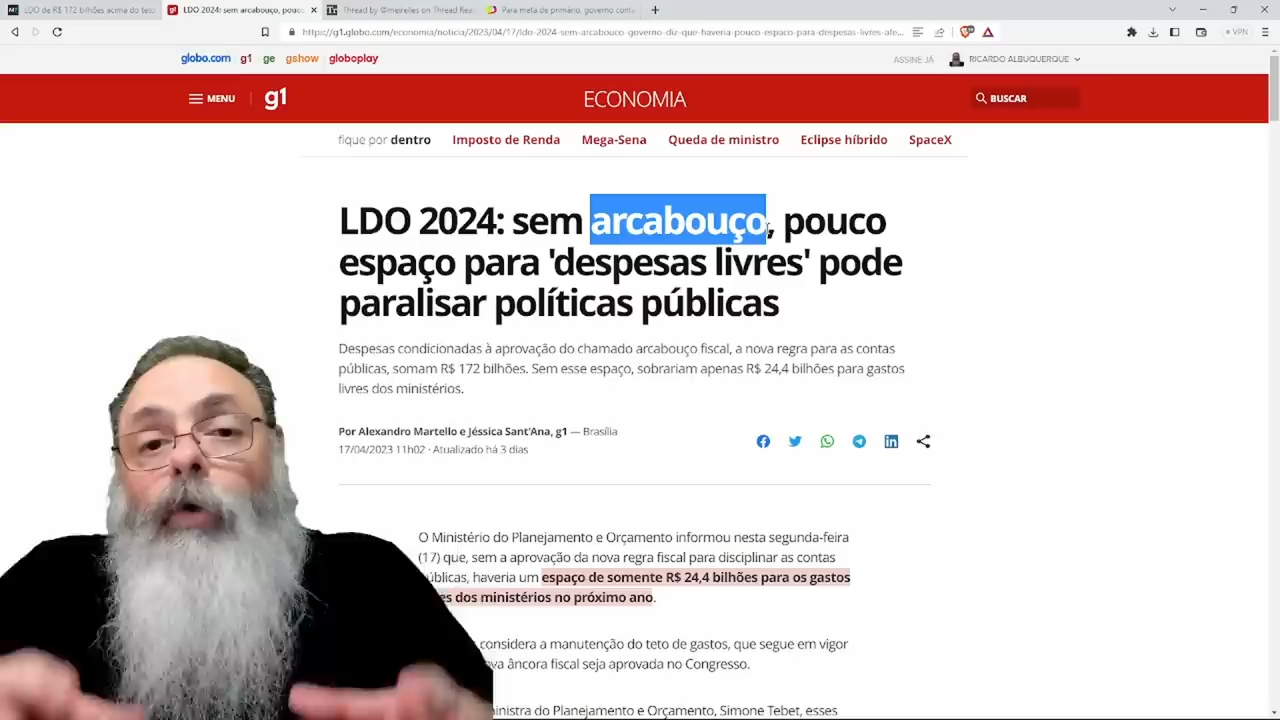 LDO de R$ 172 bilhões acima do teto
LDO 2024: sem arcabouço, pouco
Thread by @meirelles on Thread Rea
Para meta de primário, governo cont
https://g1.globo.com/economia/noticia/2023/04/17/ldo-2024-sem-arcabouco-governo-diz-que-haveria-pouco-espaco-para-despesas-livres-afe...
VPN
globo.com g1 ge gshow globoplay
ASSINE JÁ RICARDO ALBUQUERQUE
MENU g1 ECONOMIA BUSCAR
fique por dentro Imposto de Renda Mega-Sena Queda de ministro Eclipse híbrido SpaceX
LDO 2024: sem arcabouço, pouco
espaço para 'despesas livres' pode
paralisar políticas públicas
Despesas condicionadas à aprovação do chamado arcabouço fiscal, a nova regra para as contas
públicas, somam R$ 172 bilhões. Sem esse espaço, sobrariam apenas R$ 24,4 bilhões para gastos
livres dos ministérios.
Por Alexandro Martello e Jéssica Sant'Ana, g1 — Brasília
17/04/2023 11h02 · Atualizado há 3 dias
O Ministério do Planejamento e Orçamento informou nesta segunda-feira
(17) que, sem a aprovação da nova regra fiscal para disciplinar as contas
úblicas, haveria um espaço de somente R$ 24,4 bilhões para os gastos
es dos ministérios no próximo ano.
considera a manutenção do teto de gastos, que segue em vigor
va âncora fiscal seja aprovada no Congresso.
inistra do Planejamento e Orçamento, Simone Tebet, esses